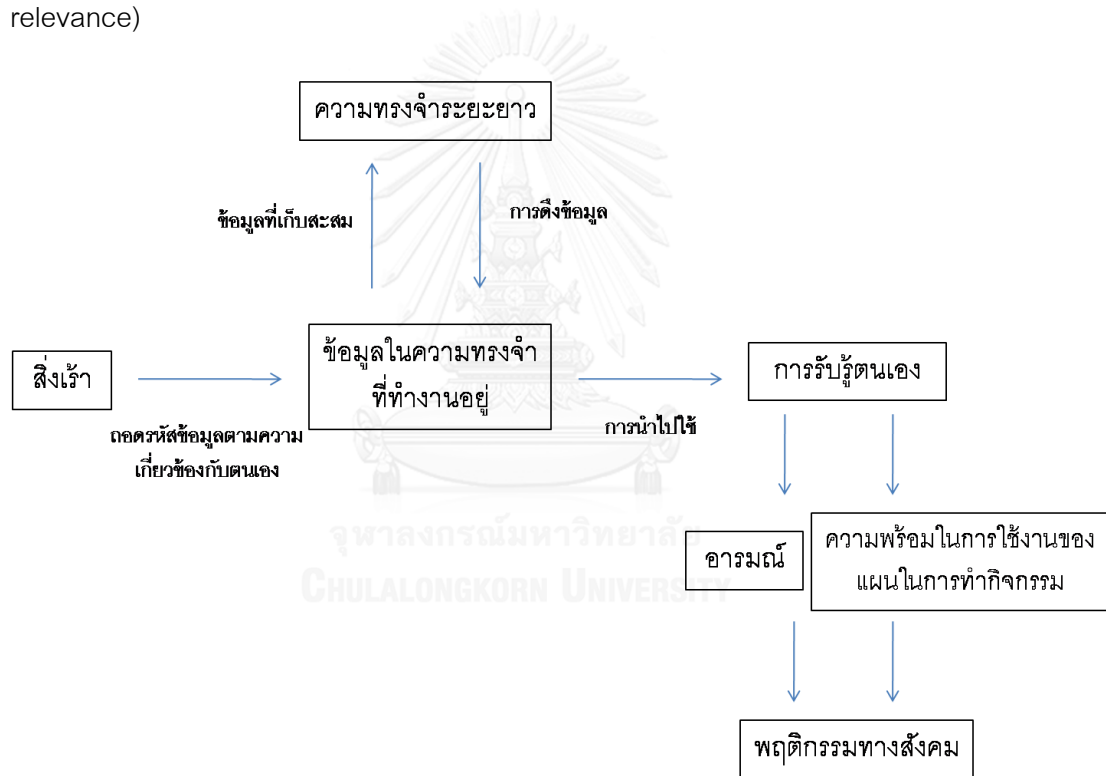 relevance)
ความทรงจำระยะยาว
ข้อมูลที่เก็บสะสม
การดึงข้อมูล
สิ่งเร้า
ถอดรหัสข้อมูลตามความ
เกี่ยวข้องกับตนเอง
ข้อมูลในความทรงจำ
ที่ทำงานอยู่
การนำไปใช้
การรับรู้ตนเอง
อารมณ์
ความพร้อมในการใช้งานของ
แผนในการทำกิจกรรม
พฤติกรรมทางสังคม
จุฬาลงกรณ์มหาวิทยาลัย
CHULALONGKORN UNIVERSITY